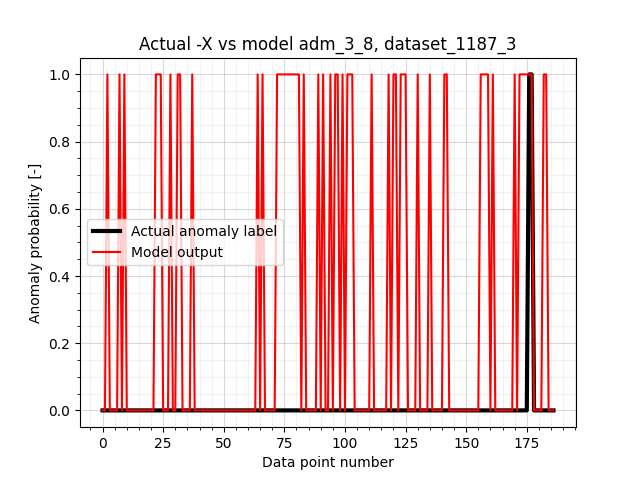 Actual -X vs model adm_3_8, dataset_1187_3
Anomaly probability [-]
1.0
0.8
0.6
0.4
0.2
0.0
Actual anomaly label
Model output
0 25 50 75 100 125 150 175
Data point number